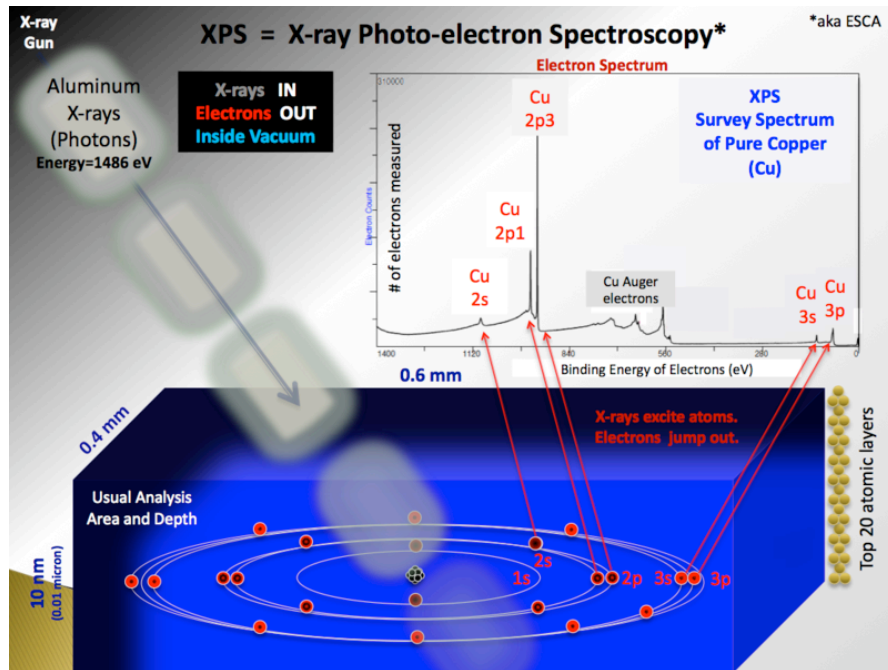 X-ray
Gun
XPS = X-ray Photo-electron Spectroscopy*
*aka ESCA
Aluminum
X-rays
(Photons)
Energy=1486 eV
X-rays IN
Electrons OUT
Inside Vacuum
Electron Spectrum
310000
Electron Counts
# of electrons measured
Cu
2p3
Cu
2p1
Cu
2s
Cu Auger
electrons
Cu
3s
Cu
3p
XPS
Survey Spectrum
of Pure Copper
(Cu)
1400
1120
840
560
280
0
Binding Energy of Electrons (eV)
0.6 mm
0.4 mm
X-rays excite atoms.
Electrons jump out.
Usual Analysis
Area and Depth
10 nm
(0.01 micron)
1s
2s
2p
3s
3p
Top 20 atomic layers